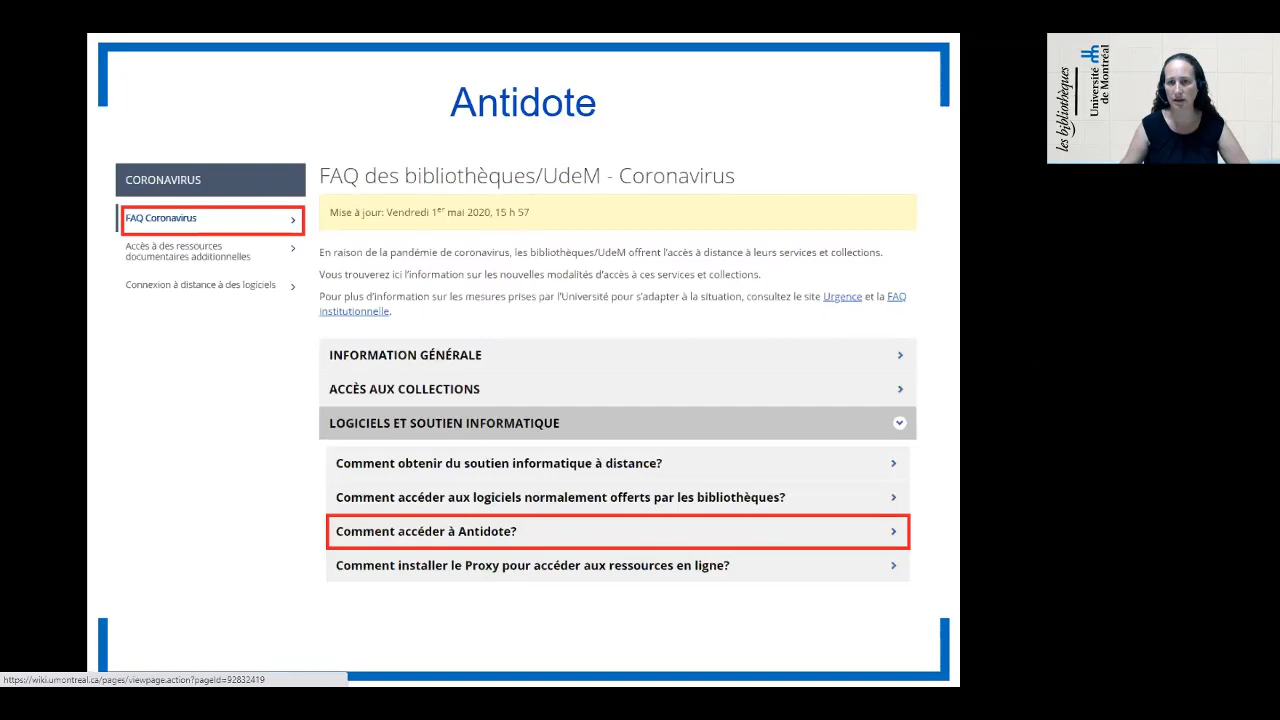 Antidote
CORONAVIRUS
FAQ Coronavirus
Accès à des ressources
documentaires additionnelles
Connexion à distance à des logiciels
FAQ des bibliothèques/UdeM - Coronavirus
Mise à jour: Vendredi 1er mai 2020, 15 h 57
En raison de la pandémie de coronavirus, les bibliothèques/UdeM offrent l'accès à distance à leurs services et collections.
Vous trouverez ici l'information sur les nouvelles modalités d'accès à ces services et collections.
Pour plus d'information sur les mesures prises par l'Université pour s'adapter à la situation, consultez le site Urgence et la FAQ
institutionnelle.
INFORMATION GÉNÉRALE
ACCÈS AUX COLLECTIONS
LOGICIELS ET SOUTIEN INFORMATIQUE
Comment obtenir du soutien informatique à distance?
Comment accéder aux logiciels normalement offerts par les bibliothèques?
Comment accéder à Antidote?
Comment installer le Proxy pour accéder aux ressources en ligne?
https://wiki.umontreal.ca/pages/viewpage.action?pageId=92832419
les bibliothèques
Université
de Montréal